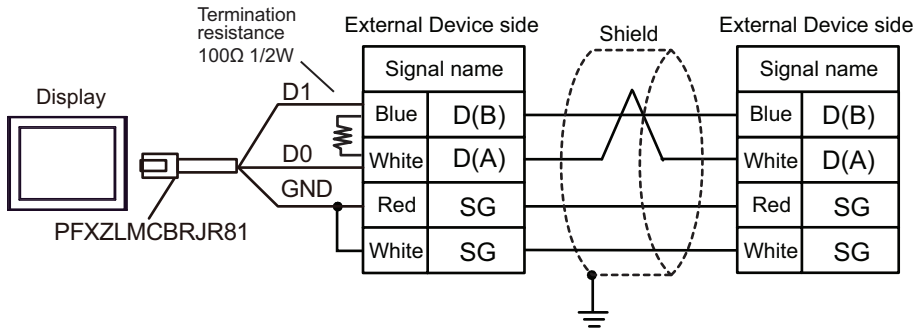 Termination
resistance
100Ω 1/2W
External Device side
Shield
External Device side
Signal name
Signal name
Display
D1
Blue D(B)
Blue D(B)
D0
White D(A)
White D(A)
GND
Red SG
Red SG
PFXZLMCBRJR81
White SG
White SG